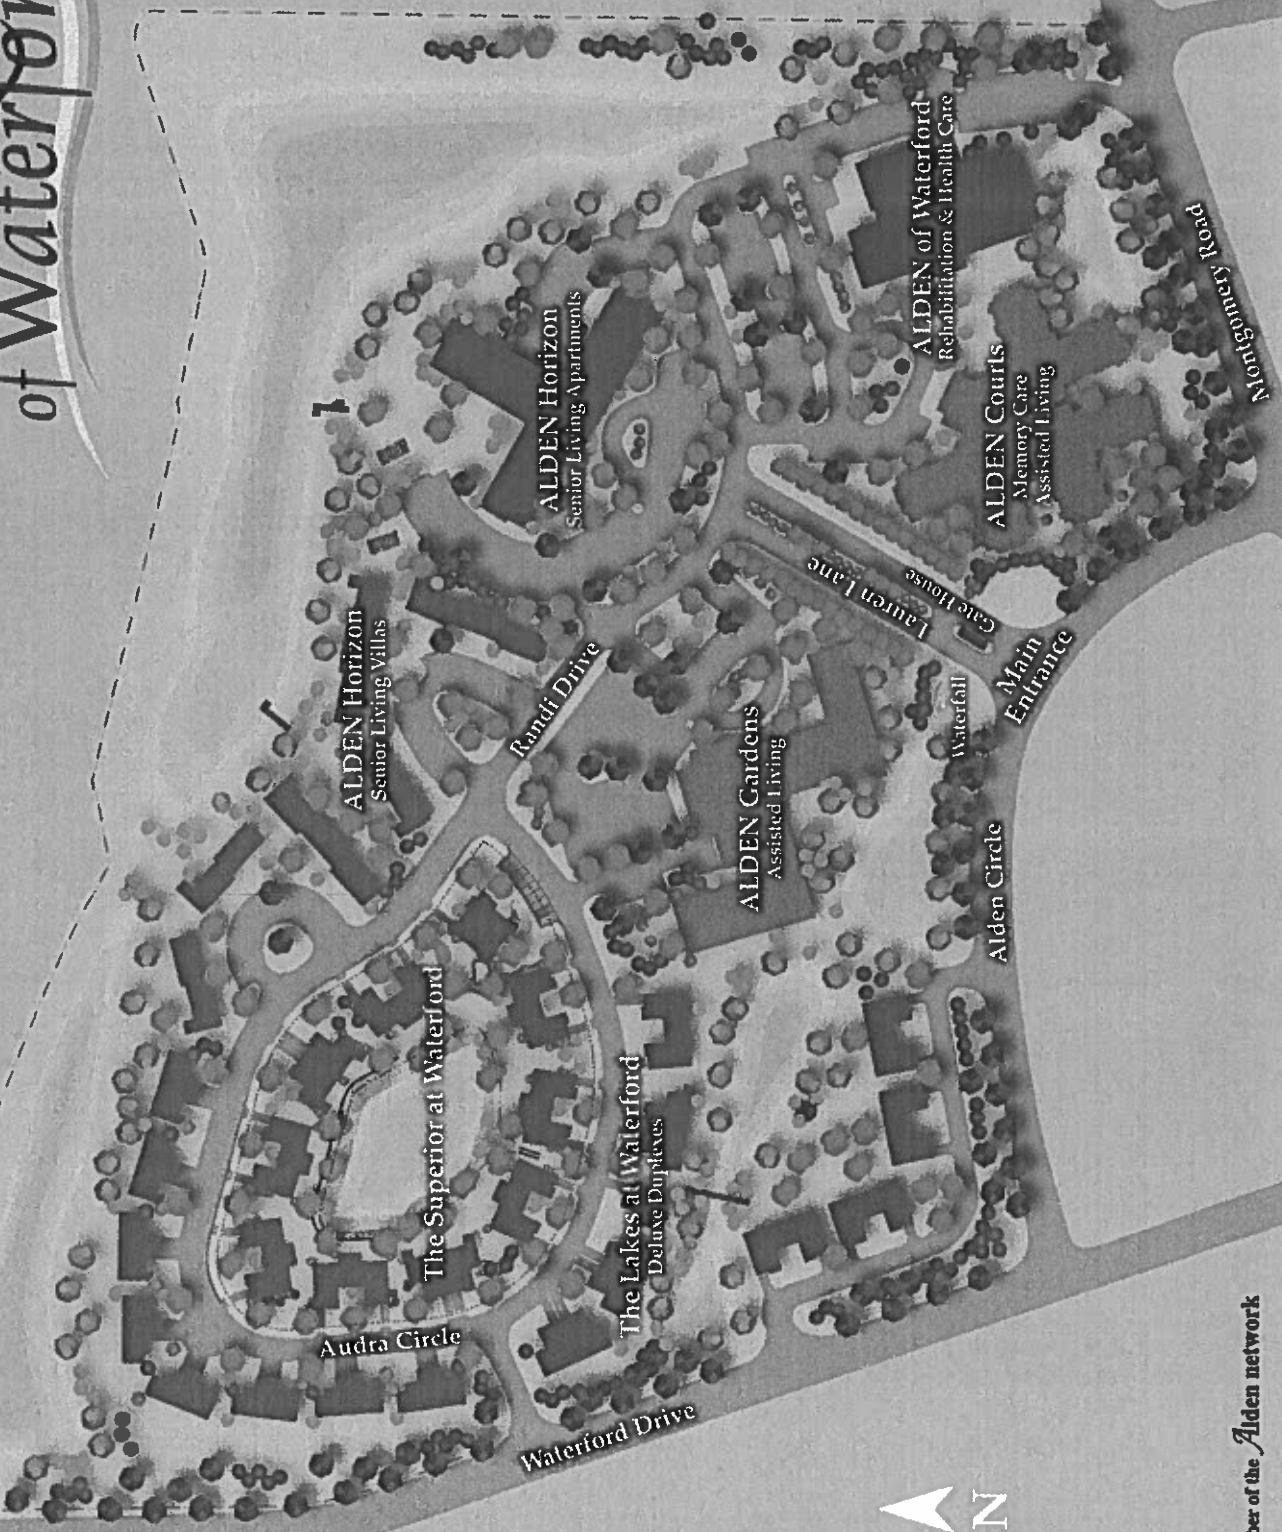 of Waterfor
ALDEN of Waterford
Rehabilitation & Health Care
Montgomery Road
ALDEN Horizon
Senior Living Apartments
ALDEN Courts
Memory Care
Assisted Living
Lauren Lane
Gate House
Main
Entrance
Waterfall
ALDEN Horizon
Senior Living Villas
Randi Drive
ALDEN Gardens
Assisted Living
Alden Circle
The Superior at Waterford
The Lakes at Waterford
Deluxe Duplexes
Audra Circle
Waterford Drive
N
ber of the Alden network